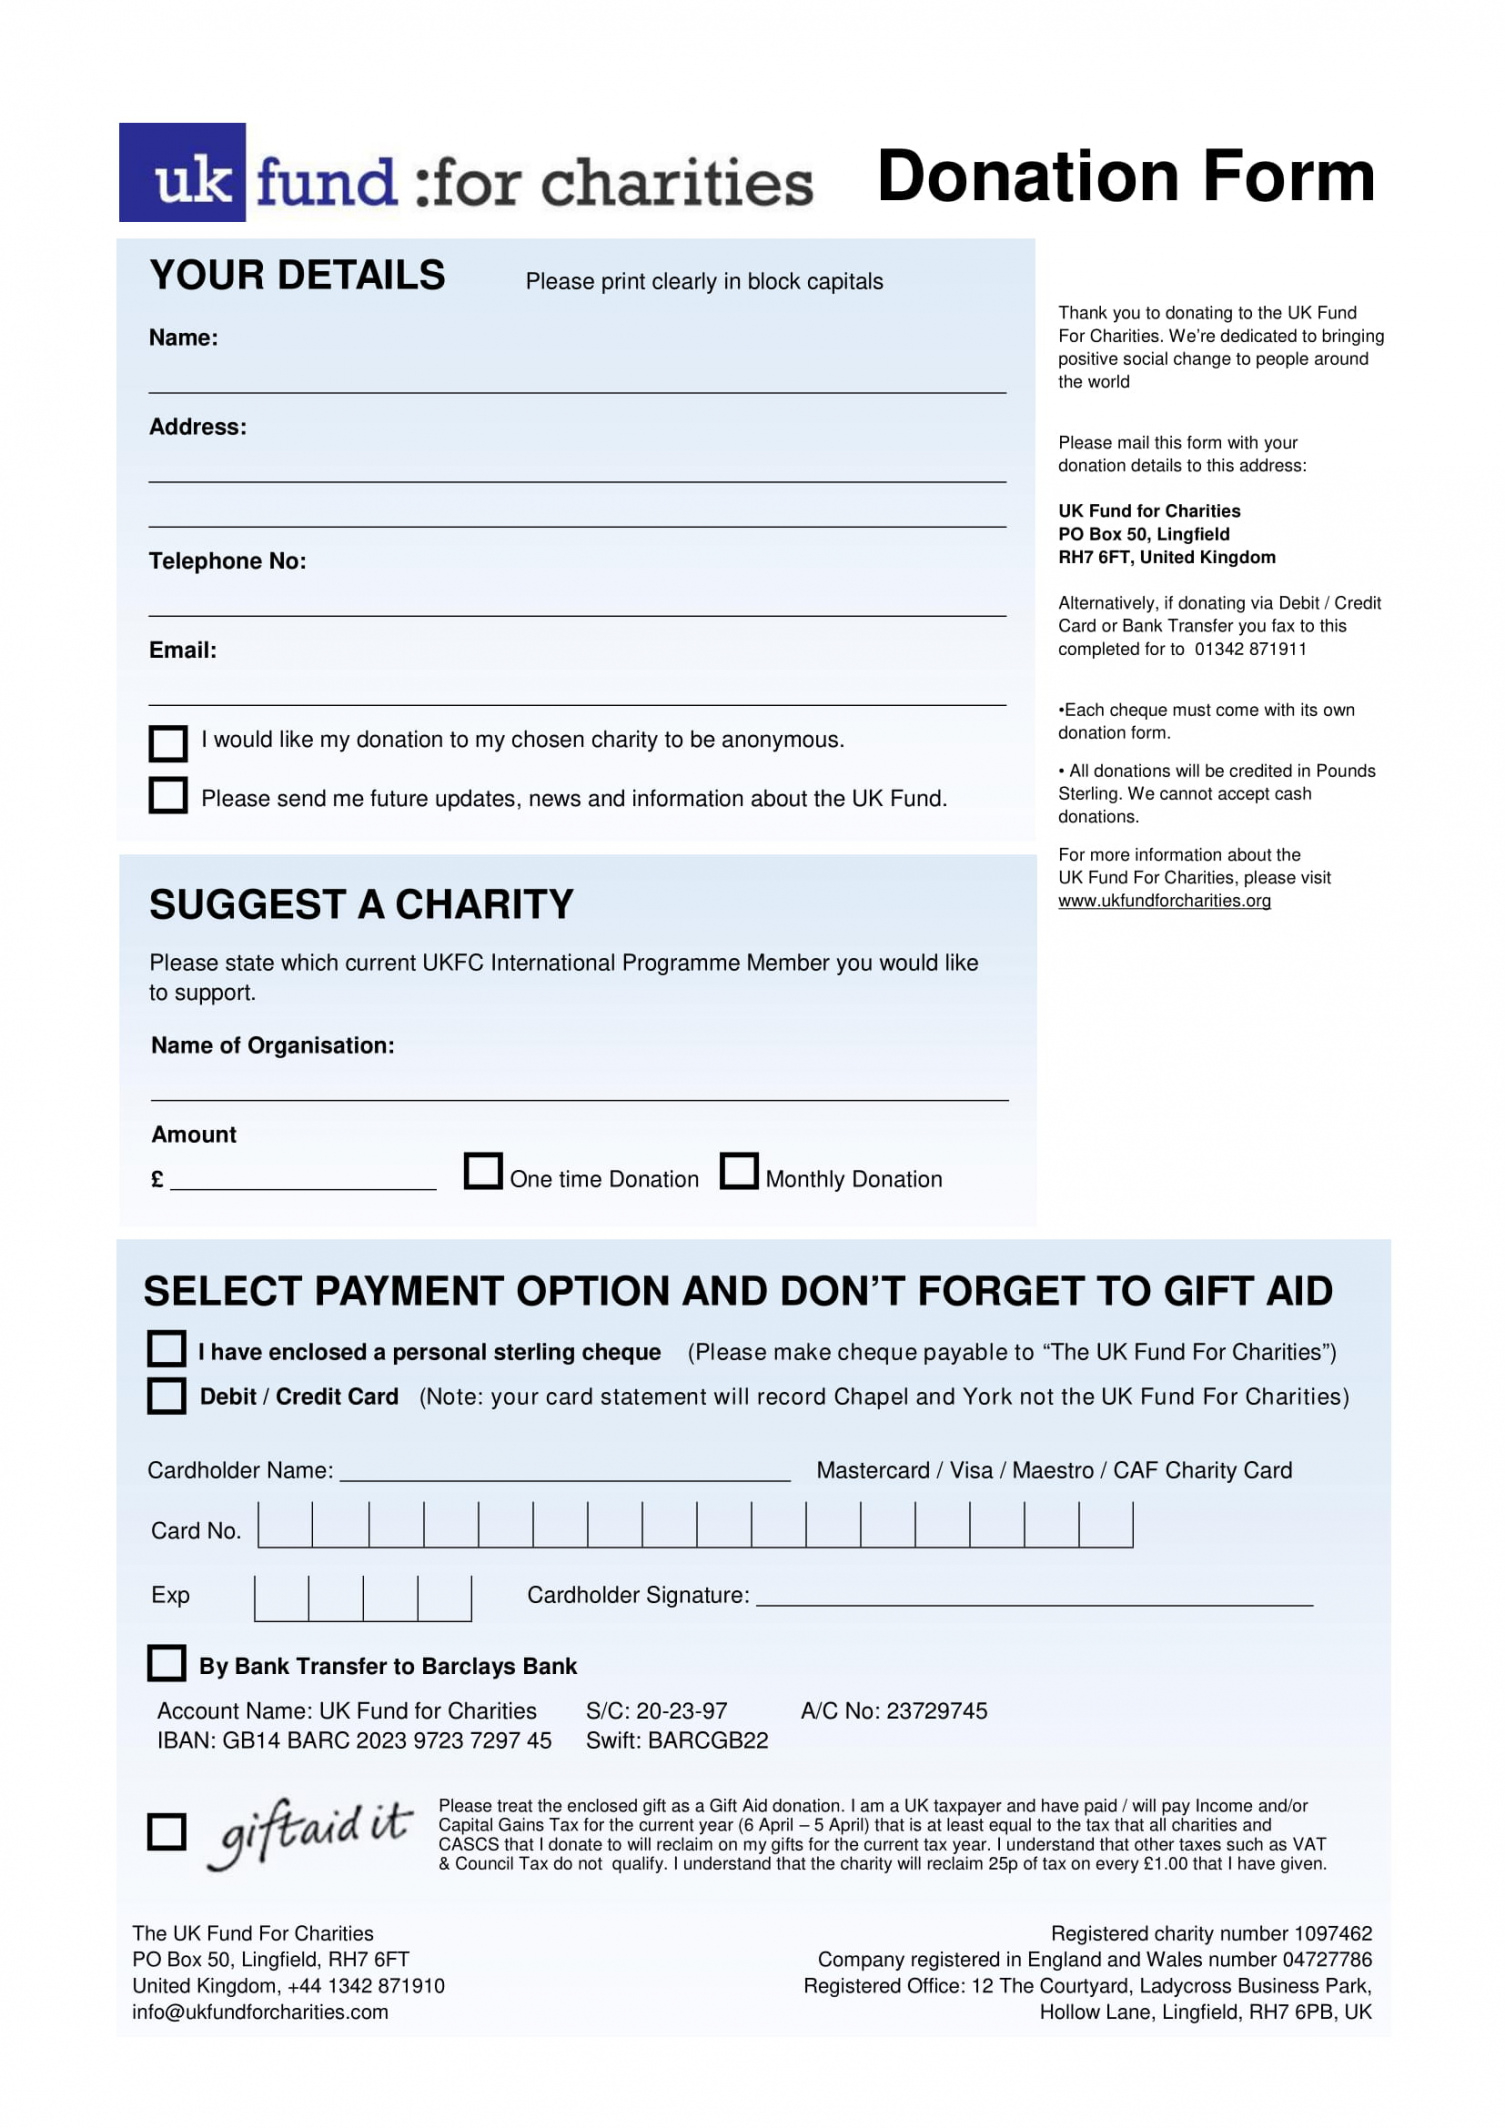 uk fund :for charities
Donation Form
YOUR DETAILS Please print clearly in block capitals
Name:
Address:
Telephone No:
Email:
I would like my donation to my chosen charity to be anonymous.
Please send me future updates, news and information about the UK Fund.
Thank you to donating to the UK Fund
For Charities. We're dedicated to bringing
positive social change to people around
the world
Please mail this form with your
donation details to this address:
UK Fund for Charities
PO Box 50, Lingfield
RH7 6FT, United Kingdom
Alternatively, if donating via Debit / Credit
Card or Bank Transfer you fax to this
completed for to 01342 871911
•Each cheque must come with its own
donation form.
• All donations will be credited in Pounds
Sterling. We cannot accept cash
donations.
For more information about the
UK Fund For Charities, please visit
www.ukfundforcharities.org
SUGGEST A CHARITY
Please state which current UKFC International Programme Member you would like
to support.
Name of Organisation:
Amount
£ One time Donation Monthly Donation
SELECT PAYMENT OPTION AND DON'T FORGET TO GIFT AID
I have enclosed a personal sterling cheque (Please make cheque payable to “The UK Fund For Charities”)
Debit / Credit Card (Note: your card statement will record Chapel and York not the UK Fund For Charities)
Cardholder Name: Mastercard / Visa / Maestro / CAF Charity Card
Card No.
Exp Cardholder Signature:
By Bank Transfer to Barclays Bank
Account Name: UK Fund for Charities S/C: 20-23-97 A/C No: 23729745
IBAN: GB14 BARC 2023 9723 7297 45 Swift: BARCGB22
giftaid it
Please treat the enclosed gift as a Gift Aid donation. I am a UK taxpayer and have paid / will pay Income and/or
Capital Gains Tax for the current year (6 April – 5 April) that is at least equal to the tax that all charities and
CASCS that I donate to will reclaim on my gifts for the current tax year. I understand that other taxes such as VAT
& Council Tax do not qualify. I understand that the charity will reclaim 25p of tax on every £1.00 that I have given.
The UK Fund For Charities
PO Box 50, Lingfield, RH7 6FT
United Kingdom, +44 1342 871910
info@ukfundforcharities.com
Registered charity number 1097462
Company registered in England and Wales number 04727786
Registered Office: 12 The Courtyard, Ladycross Business Park,
Hollow Lane, Lingfield, RH7 6PB, UK